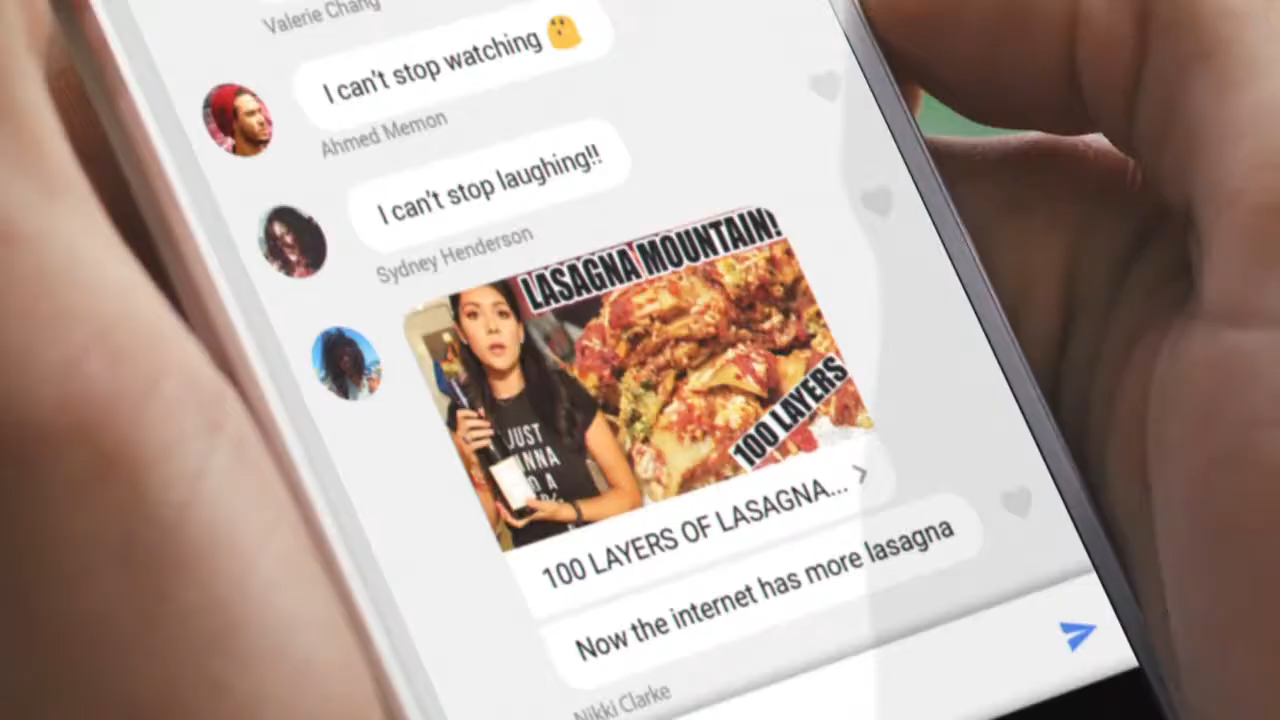 Valerie Chang
I can't stop watching
Ahmed Memon
I can't stop laughing!!
Sydney Henderson
LASAGNA MOUNTAIN!
JUST
100 LAYERS
100 LAYERS OF LASAGNA...
Now the internet has more lasagna
Nikki Clarke